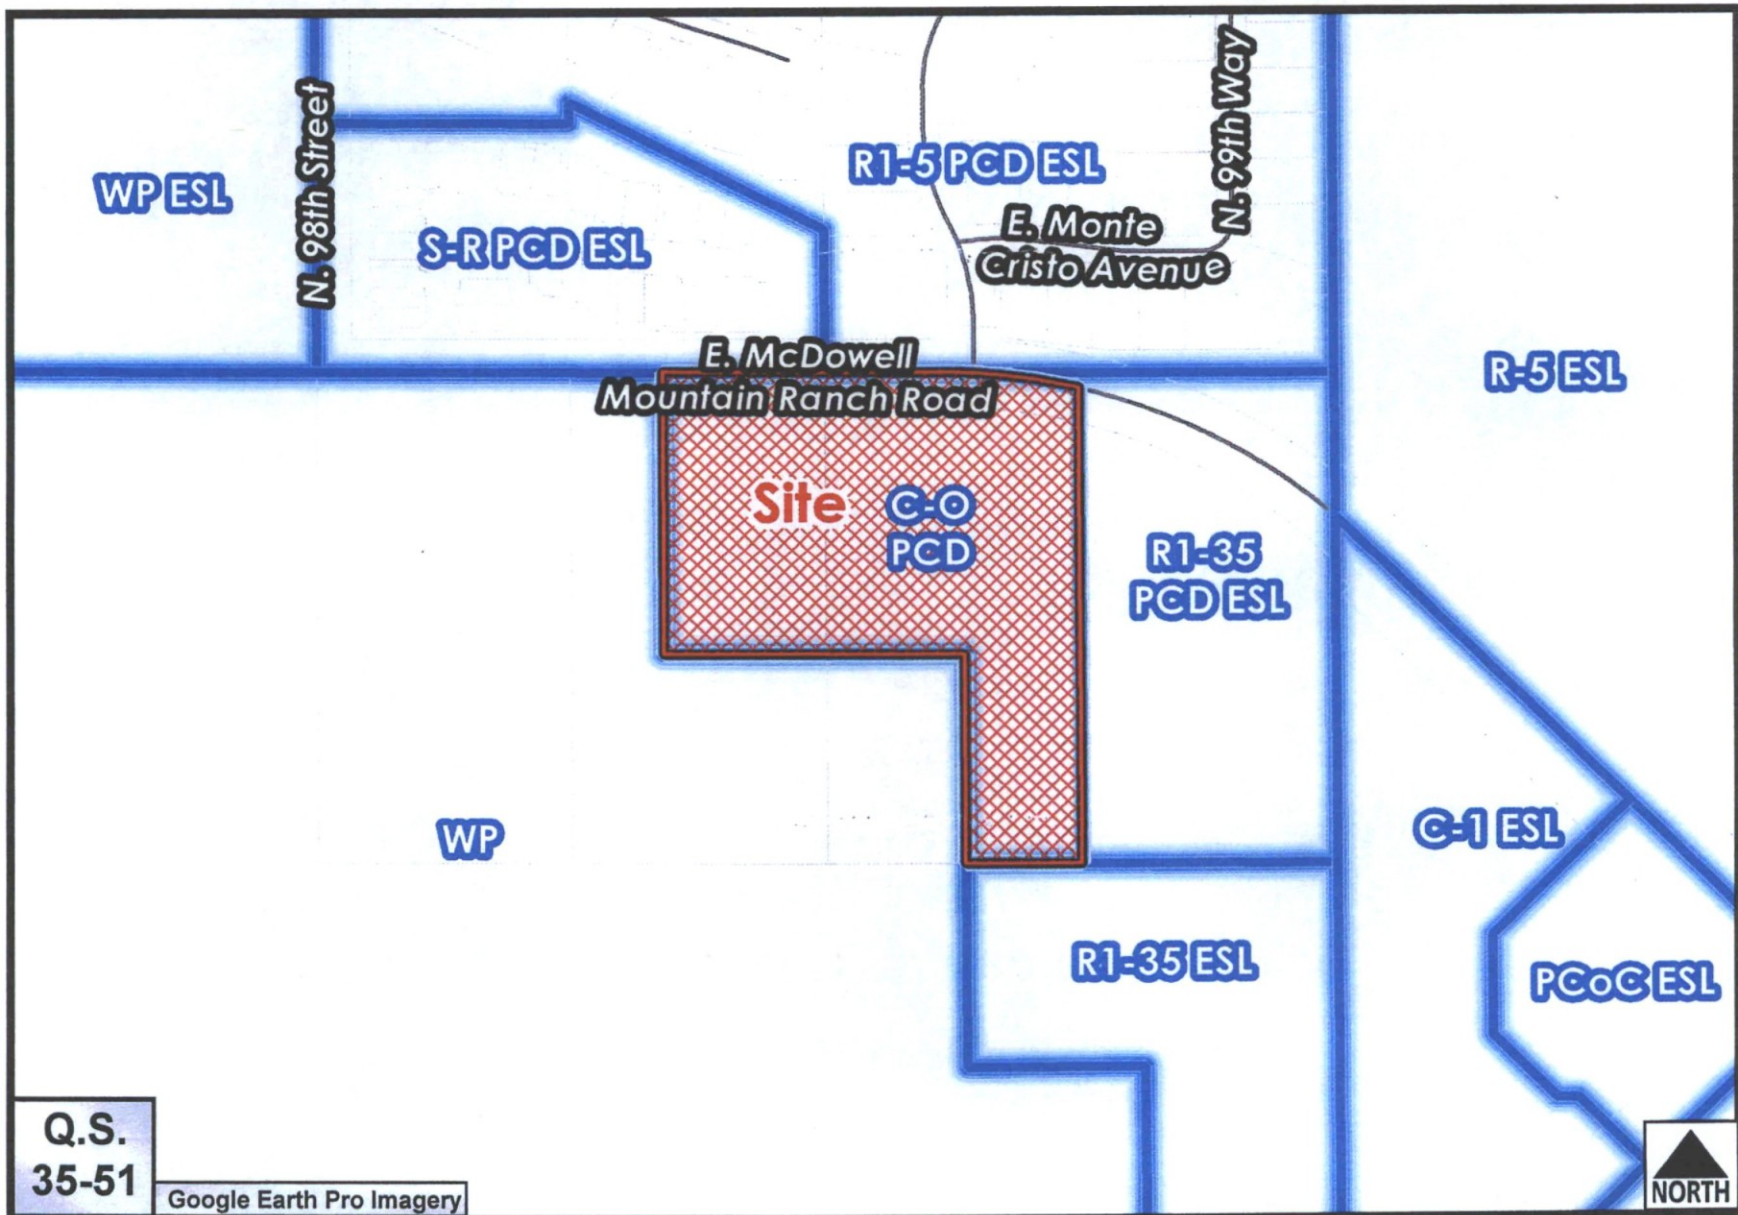 N. 98th Street
N. 99th Way
WP ESL
R1-5 PCD ESL
S-R PCD ESL
E. Monte
Cristo Avenue
E. McDowell
Mountain Ranch Road
R-5 ESL
Site
C-O
PCD
R1-35
PCD ESL
WP
C-1 ESL
R1-35 ESL
PCoC ESL
Q.S.
35-51
Google Earth Pro Imagery
NORTH